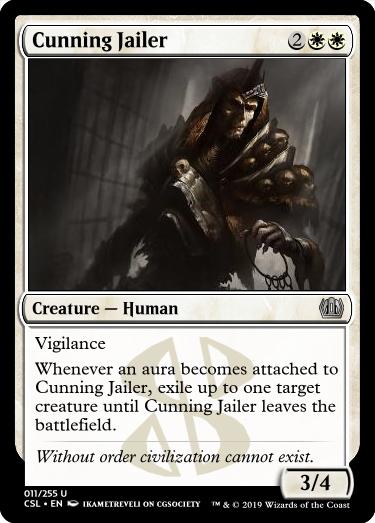 Cunning Jailer 2
Creature — Human
Vigilance
Whenever an aura becomes attached to
Cunning Jailer, exile up to one target
creature until Cunning Jailer leaves the
battlefield.
Without order civilization cannot exist.
3/4
011/255 U
CSL • EN IKAMETREVELI ON CGSOCIETY ™ & © 2019 Wizards of the Coast